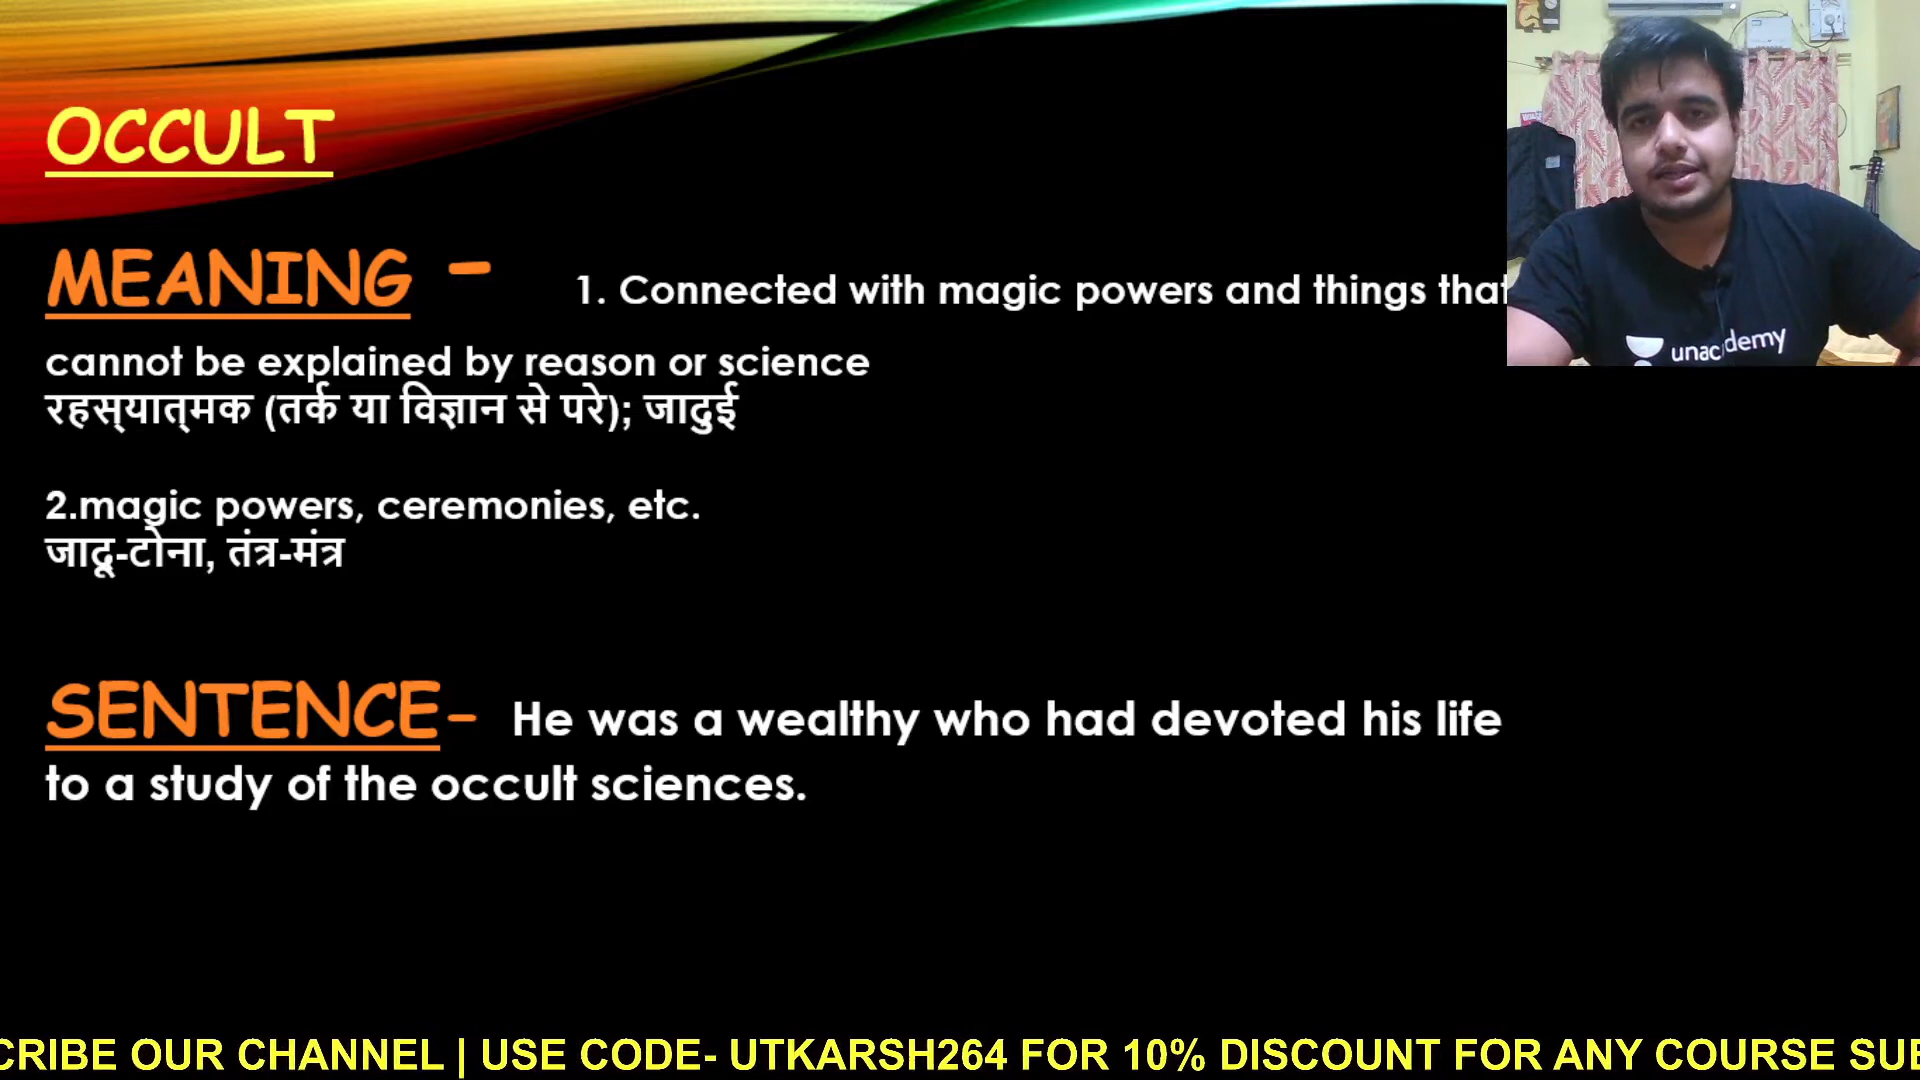 OCCULT
MEANING - 1. Connected with magic powers and things that
cannot be explained by reason or science
रहस्यात्मक (तर्क या विज्ञान से परे); जादुई
2.magic powers, ceremonies, etc.
जादू-टोना, तंत्र-मंत्र
SENTENCE- He was a wealthy who had devoted his life
to a study of the occult sciences.
unacademy
CRIBE OUR CHANNEL | USE CODE- UTKARSH264 FOR 10% DISCOUNT FOR ANY COURSE SUB